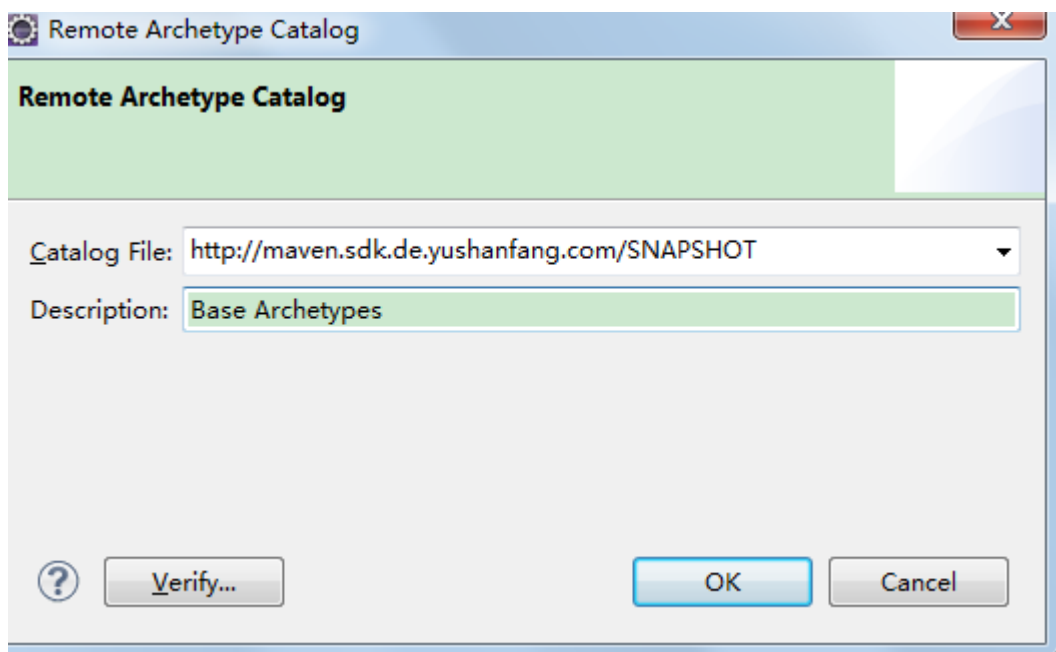 Remote Archetype Catalog
Remote Archetype Catalog
Catalog File: http://maven.sdk.de.yushanfang.com/SNAPSHOT
Description: Base Archetypes
? Verify... OK Cancel